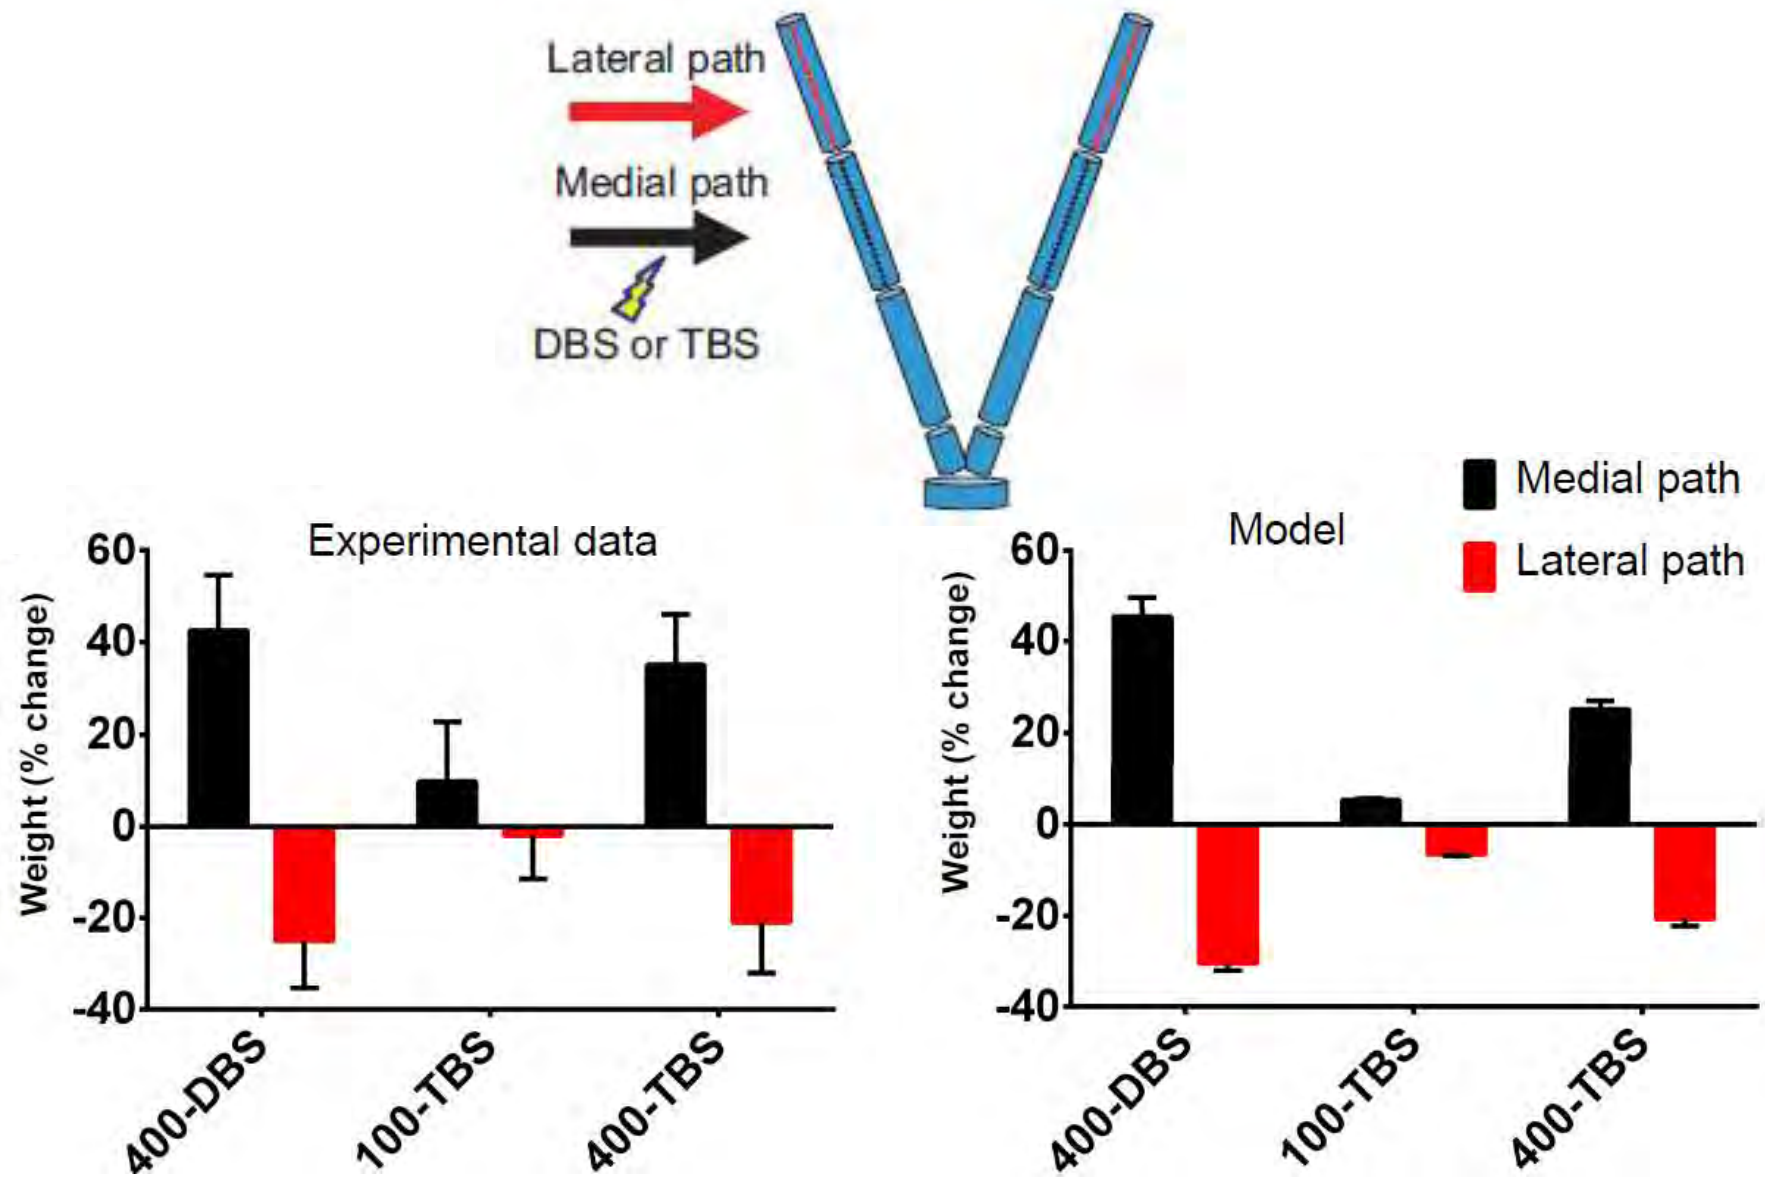 Lateral path
Medial path
DBS or TBS
Experimental data
Weight (% change)
60
40
20
0
-20
-40
400-DBS
100-TBS
400-TBS
Model
Medial path
Lateral path
Weight (% change)
60
40
20
0
-20
-40
400-DBS
100-TBS
400-TBS